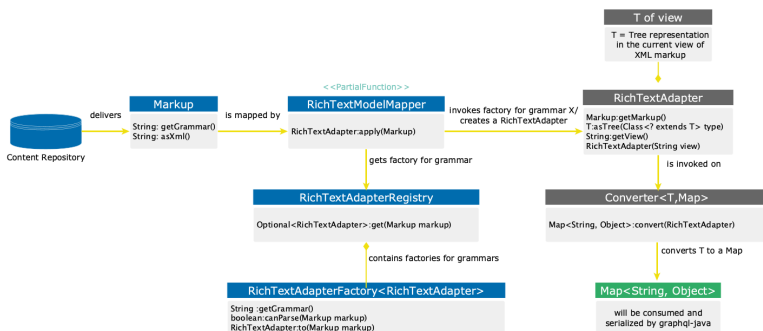 T of view
T = Tree representation
in the current view of
XML markup
<<PartialFunction>>
Markup
RichTextModelMapper
RichTextAdapter
delivers
String: getGrammar()
String: asXml()
is mapped by
RichTextAdapter:apply(Markup)
invokes factory for grammar X/
creates a RichTextAdapter
Markup:getMarkup()
T:asTree(Class<? extends T> type)
String:getView()
RichTextAdapter(String view)
Content Repository
gets factory for grammar
is invoked on
RichTextAdapterRegistry
Converter<T,Map>
Optional<RichTextAdapter>:get(Markup markup)
Map<String, Object>:convert(RichTextAdapter)
contains factories for grammars
converts T to a Map
RichTextAdapterFactory<RichTextAdapter>
Map<String, Object>
String :getGrammar()
boolean:canParse(Markup markup)
RichTextAdapter:to(Markup markup)
will be consumed and
serialized by graphql-java